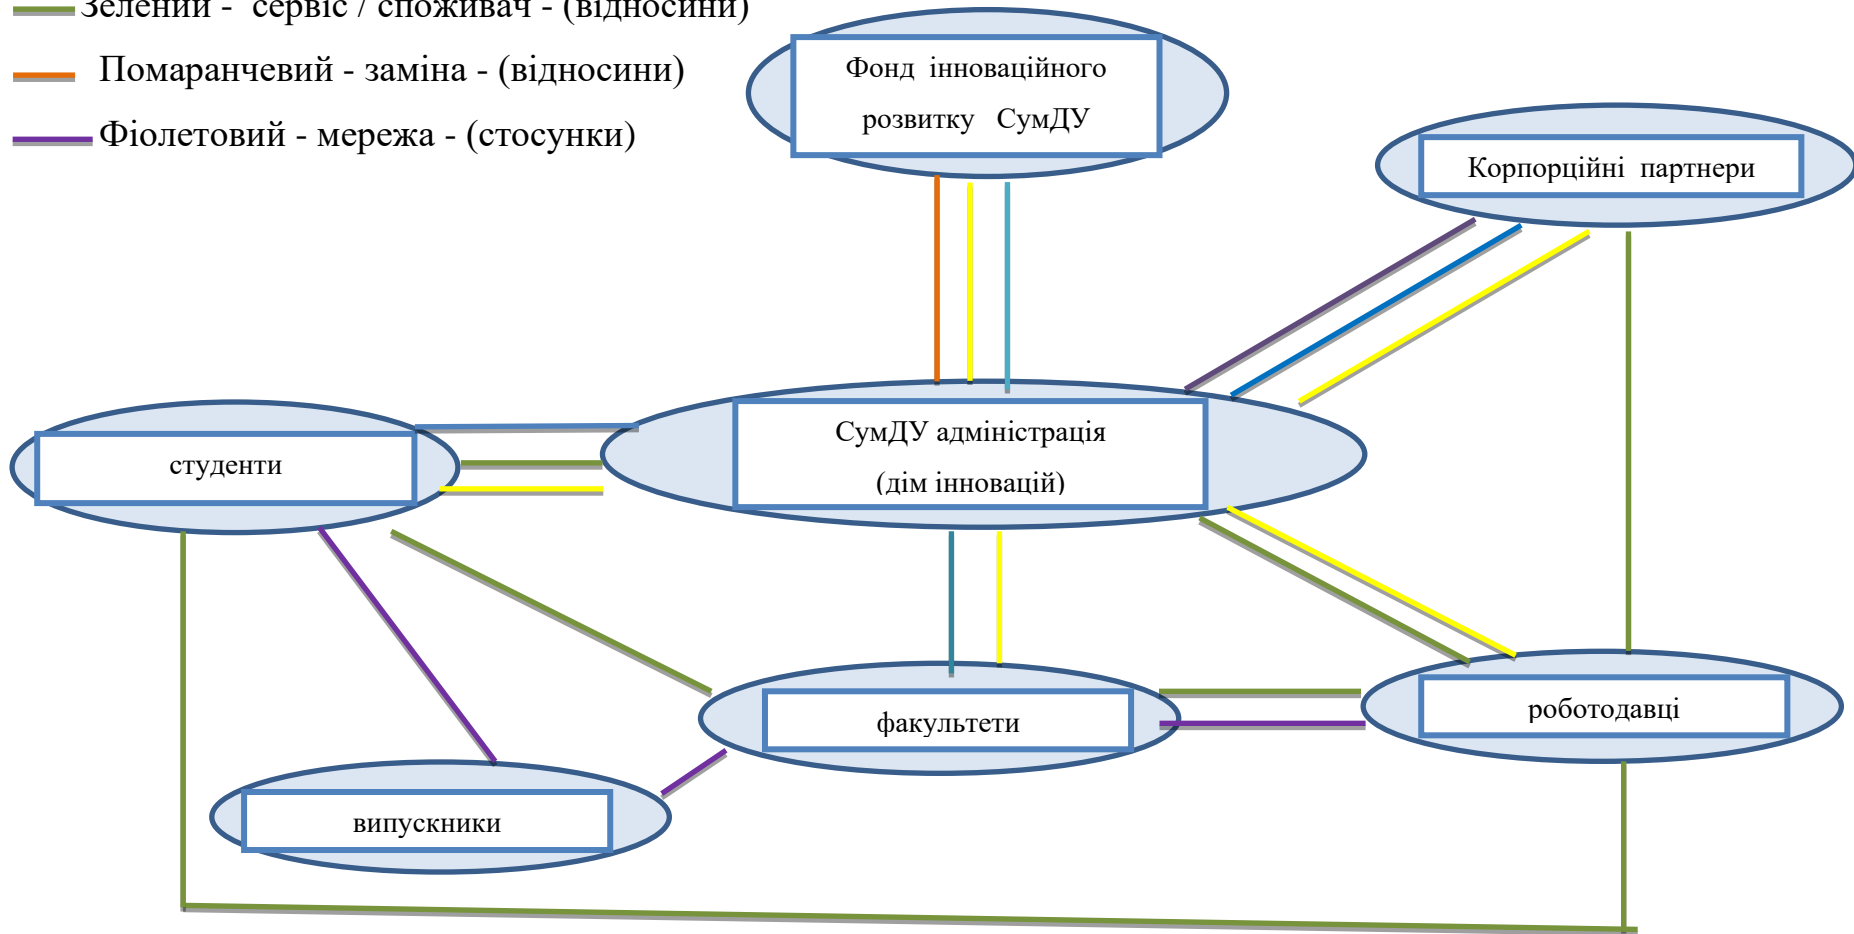 Зелений - сервіс / споживач - (відносини)
Помаранчевий - заміна - (відносини)
Фіолетовий - мережа - (стосунки)
Фонд інноваційного
розвитку СумДУ
Корпорційні партнери
СумДУ адміністрація
(дім інновацій)
студенти
факультети
роботодавці
випускники